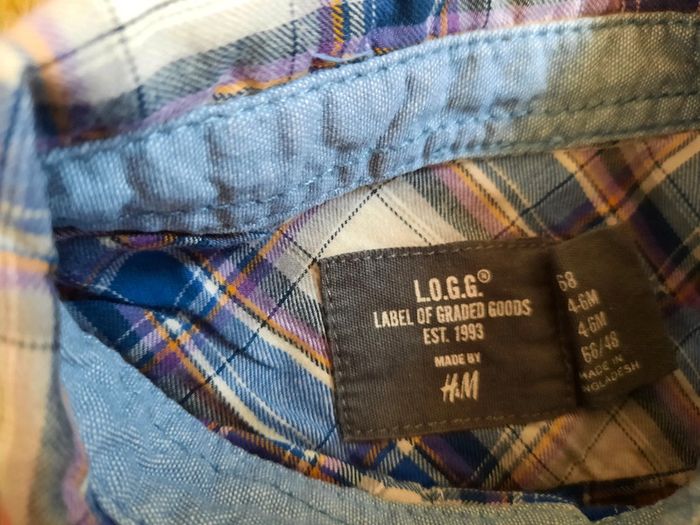 L.O.G.G.®
LABEL OF GRADED GOODS
EST. 1993
MADE BY
H&M
68
4-6M
4-6M
66/48
MADE IN